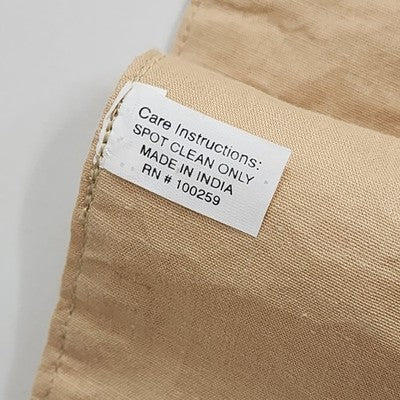 Care Instructions:
SPOT CLEAN ONLY
MADE IN INDIA
RN # 100259